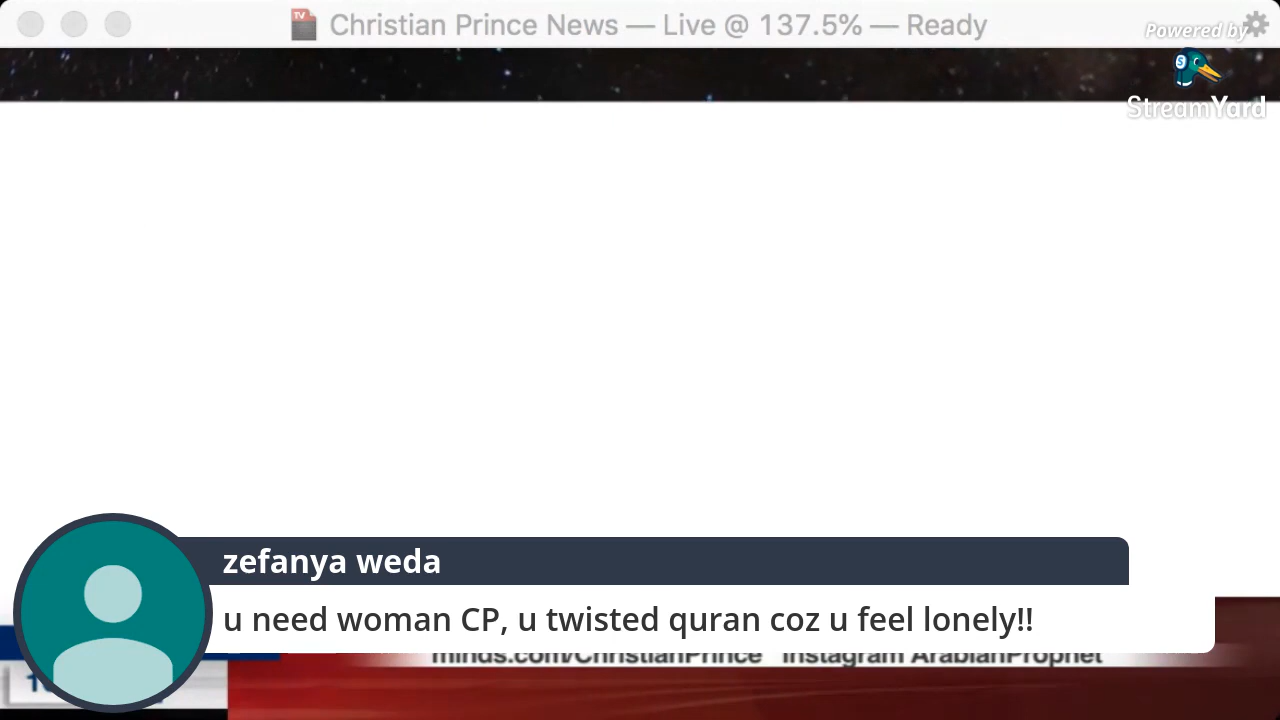 Christian Prince News — Live @ 137.5% — Ready
TV
Powered by
S
StreamYard
zefanya weda
u need woman CP, u twisted quran coz u feel lonely!!
minds.com/ChristianPrince Instagram ArabianProphet